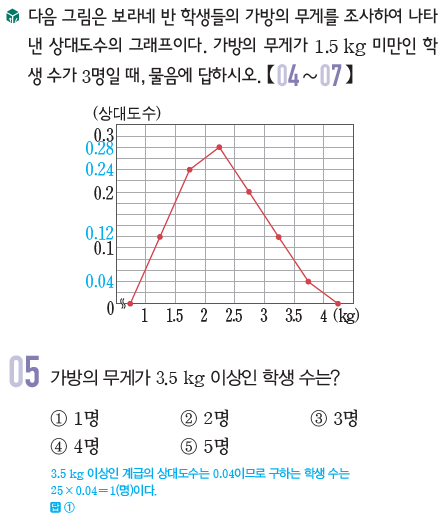 다음 그림은 보라네 반 학생들의 가방의 무게를 조사하여 나타
낸 상대도수의 그래프이다. 가방의 무게가 1.5 kg 미만인 학
생 수가 3명일 때, 물음에 답하시오.【04~07】
(상대도수)
0.3
0.28
0.24
0.2
0.12
0.1
0.04
0
1 1.5 2 2.5 3 3.5 4 (kg)
05 가방의 무게가 3.5 kg 이상인 학생 수는?
① 1명 ② 2명 ③ 3명
④ 4명 ⑤ 5명
3.5 kg 이상인 계급의 상대도수는 0.04이므로 구하는 학생 수는
25×0.04=1(명)이다.
답 ①